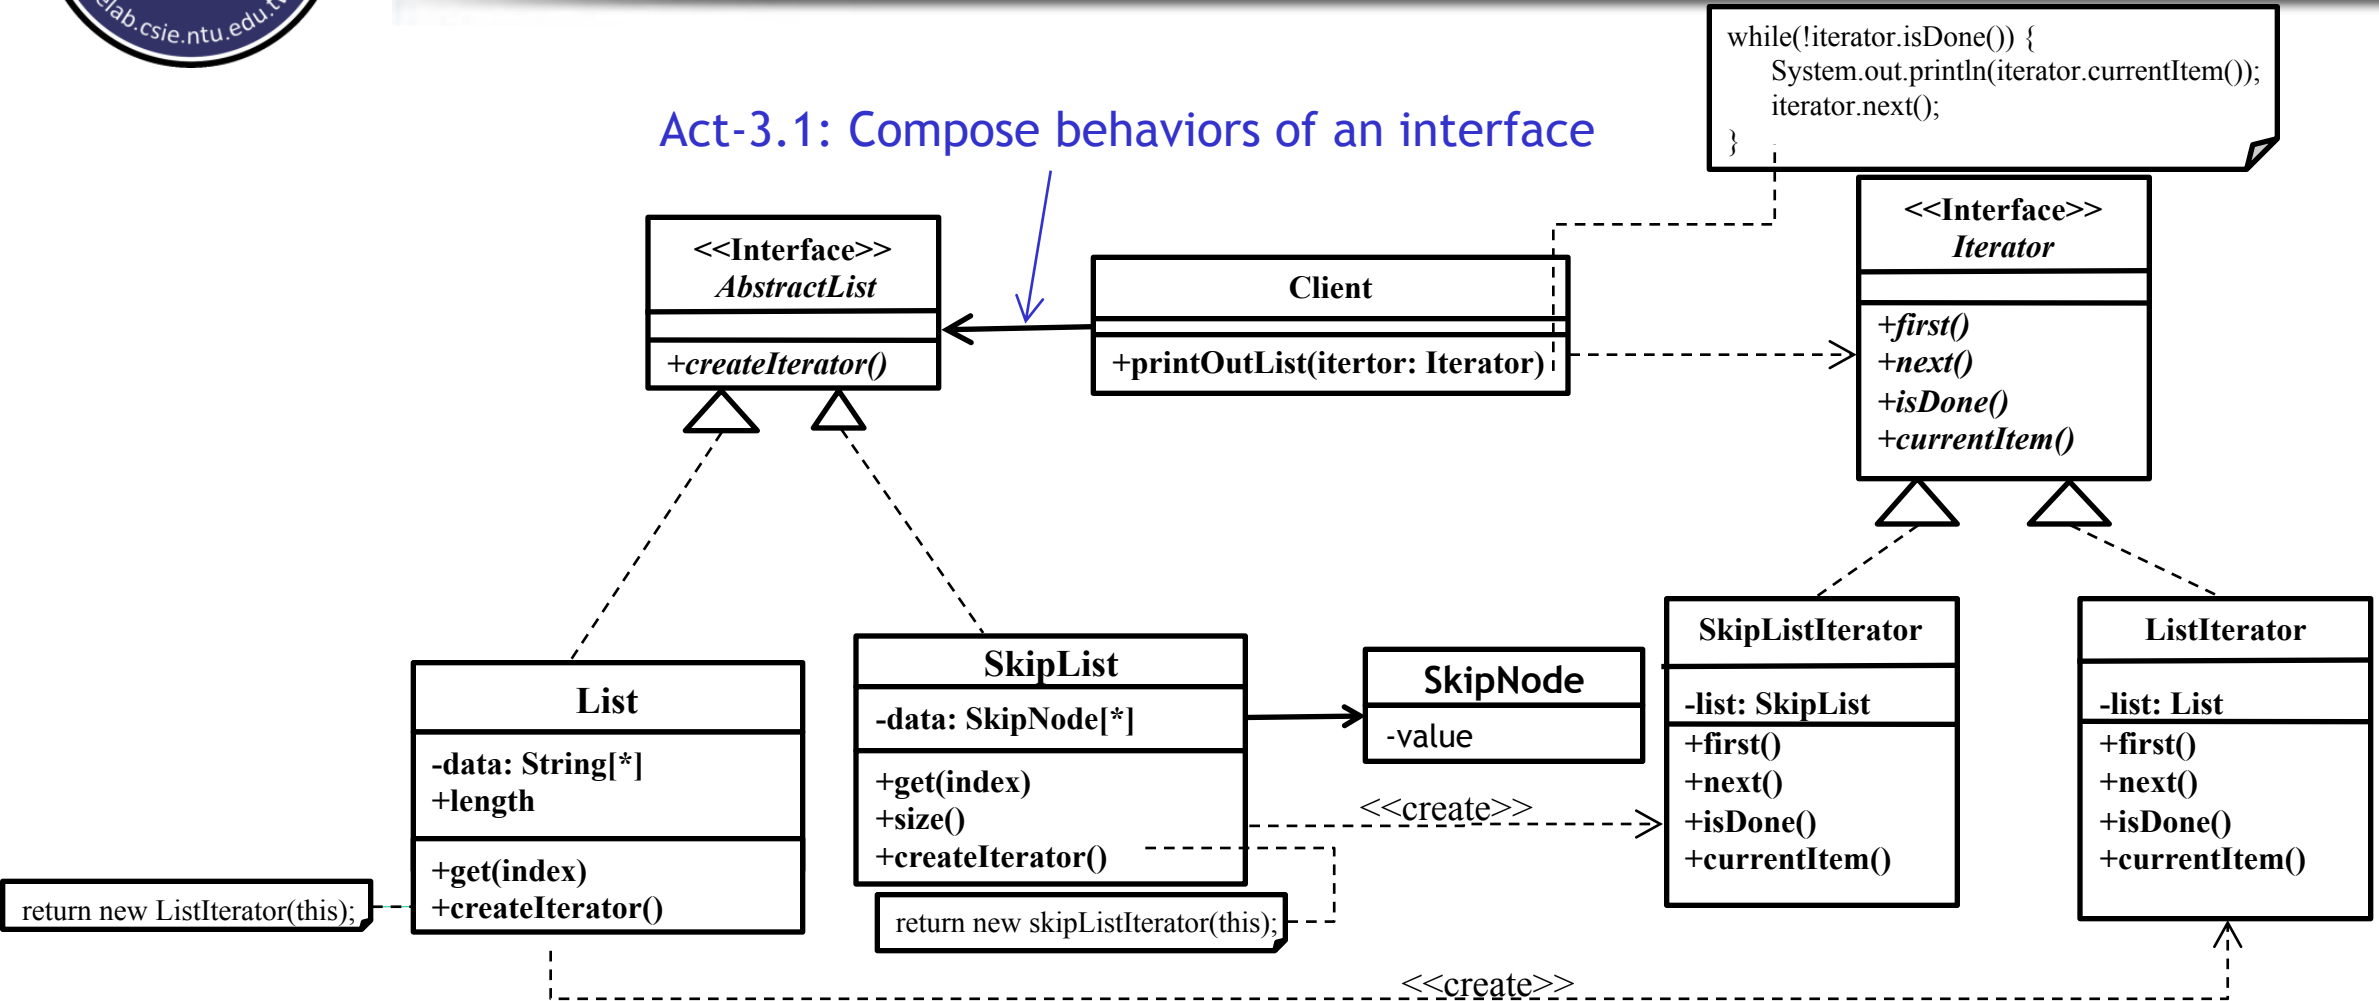 elab.csie.ntu.edu.tw
while(!iterator.isDone()) {
System.out.println(iterator.currentItem());
iterator.next();
}
Act-3.1: Compose behaviors of an interface
<<Interface>>
AbstractList
+createIterator()
Client
+printOutList(itertor: Iterator)
<<Interface>>
Iterator
+first()
+next()
+isDone()
+currentItem()
List
-data: String[*]
+length
+get(index)
+createIterator()
return new ListIterator(this);
SkipList
-data: SkipNode[*]
+get(index)
+size()
+createIterator()
return new skipListIterator(this);
SkipNode
-value
<<create>>
SkipListIterator
-list: SkipList
+first()
+next()
+isDone()
+currentItem()
ListIterator
-list: List
+first()
+next()
+isDone()
+currentItem()
<<create>>